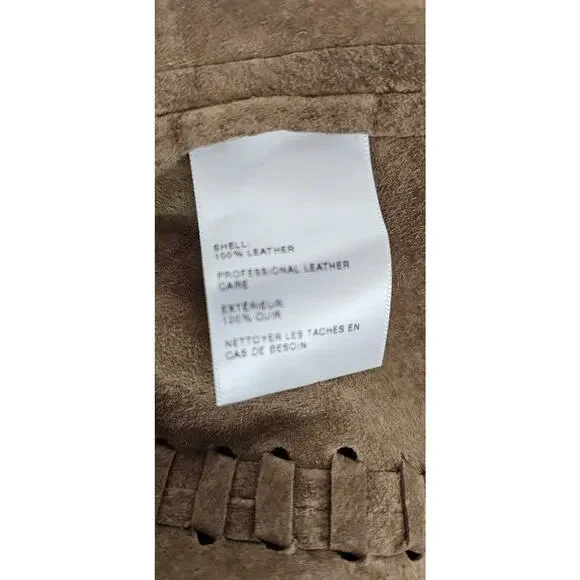 SHELL:
100% LEATHER
PROFESSIONAL LEATHER
CARE
EXTÉRIEUR:
100% CUIR
NETTOYER LES TACHES EN
CAS DE BESOIN